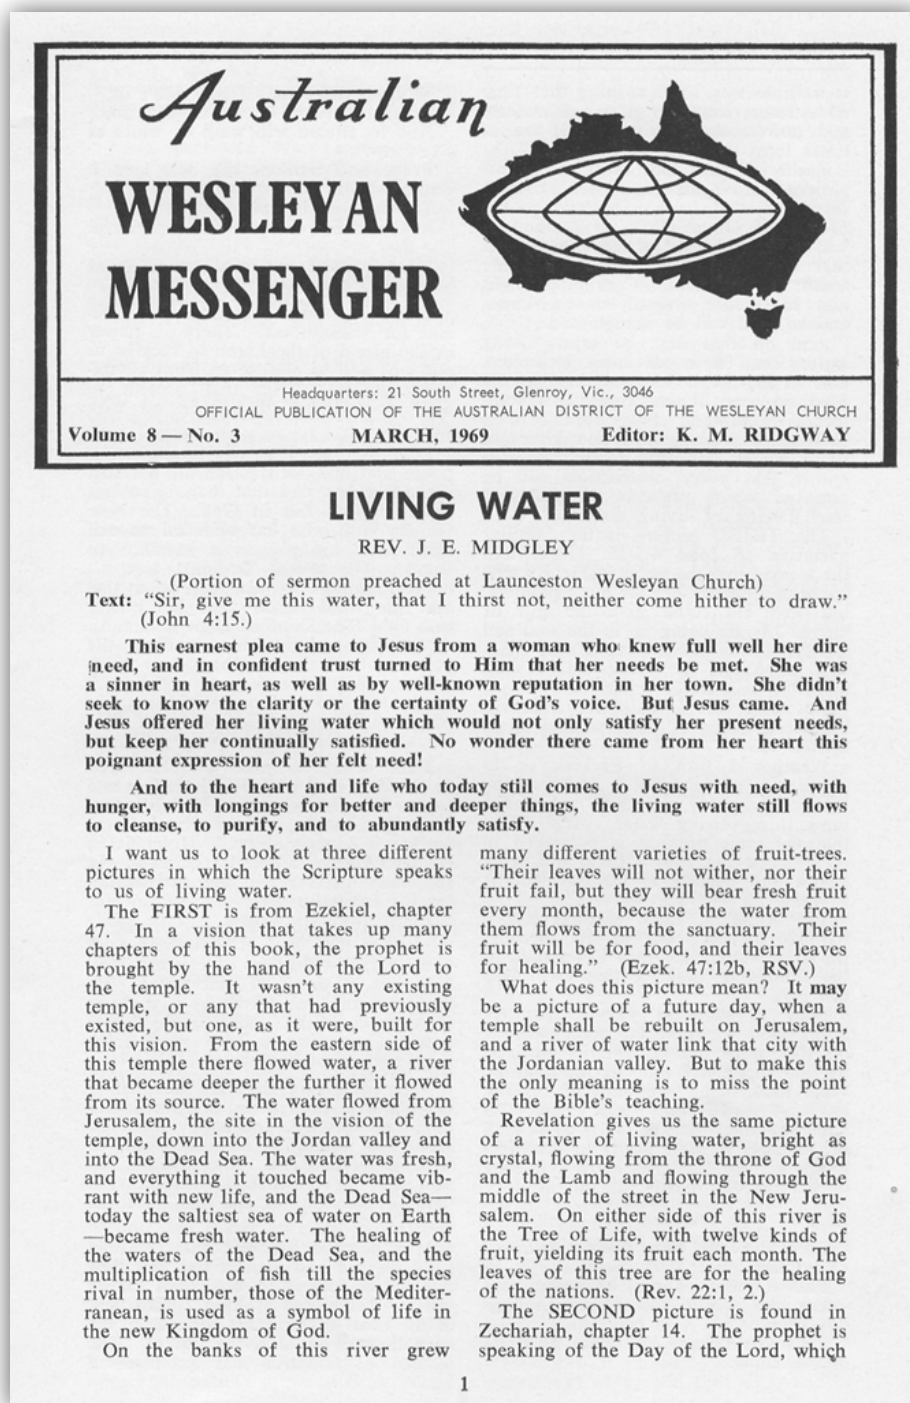 Australian
WESLEYAN
MESSENGER
Headquarters: 21 South Street, Glenroy, Vic., 3046
OFFICIAL PUBLICATION OF THE AUSTRALIAN DISTRICT OF THE WESLEYAN CHURCH
Volume 8 — No. 3 MARCH, 1969 Editor: K. M. RIDGWAY
LIVING WATER
REV. J. E. MIDGLEY
(Portion of sermon preached at Launceston Wesleyan Church)
Text: “Sir, give me this water, that I thirst not, neither come hither to draw.”
(John 4:15.)
This earnest plea came to Jesus from a woman who knew full well her dire
need, and in confident trust turned to Him that her needs be met. She was
a sinner in heart, as well as by well-known reputation in her town. She didn’t
seek to know the clarity or the certainty of God’s voice. But Jesus came. And
Jesus offered her living water which would not only satisfy her present needs,
but keep her continually satisfied. No wonder there came from her heart this
poignant expression of her felt need!
And to the heart and life who today still comes to Jesus with need, with
hunger, with longings for better and deeper things, the living water still flows
to cleanse, to purify, and to abundantly satisfy.
I want us to look at three different
pictures in which the Scripture speaks
to us of living water.
The FIRST is from Ezekiel, chapter
47. In a vision that takes up many
chapters of this book, the prophet is
brought by the hand of the Lord to
the temple. It wasn’t any existing
temple, or any that had previously
existed, but one, as it were, built for
this vision. From the eastern side of
this temple there flowed water, a river
that became deeper the further it flowed
from its source. The water flowed from
Jerusalem, the site in the vision of the
temple, down into the Jordan valley and
into the Dead Sea. The water was fresh,
and everything it touched became vib-
rant with new life, and the Dead Sea—
today the saltiest sea of water on Earth
—became fresh water. The healing of
the waters of the Dead Sea, and the
multiplication of fish till the species
rival in number, those of the Mediter-
ranean, is used as a symbol of life in
the new Kingdom of God.
On the banks of this river grew
many different varieties of fruit-trees.
“Their leaves will not wither, nor their
fruit fail, but they will bear fresh fruit
every month, because the water from
them flows from the sanctuary. Their
fruit will be for food, and their leaves
for healing.” (Ezek. 47:12b, RSV.)
What does this picture mean? It may
be a picture of a future day, when a
temple shall be rebuilt on Jerusalem,
and a river of water link that city with
the Jordanian valley. But to make this
the only meaning is to miss the point
of the Bible’s teaching.
Revelation gives us the same picture
of a river of living water, bright as
crystal, flowing from the throne of God
and the Lamb and flowing through the
middle of the street in the New Jeru-
salem. On either side of this river is
the Tree of Life, with twelve kinds of
fruit, yielding its fruit each month. The
leaves of this tree are for the healing
of the nations. (Rev. 22:1, 2.)
The SECOND picture is found in
Zechariah, chapter 14. The prophet is
speaking of the Day of the Lord, which
1